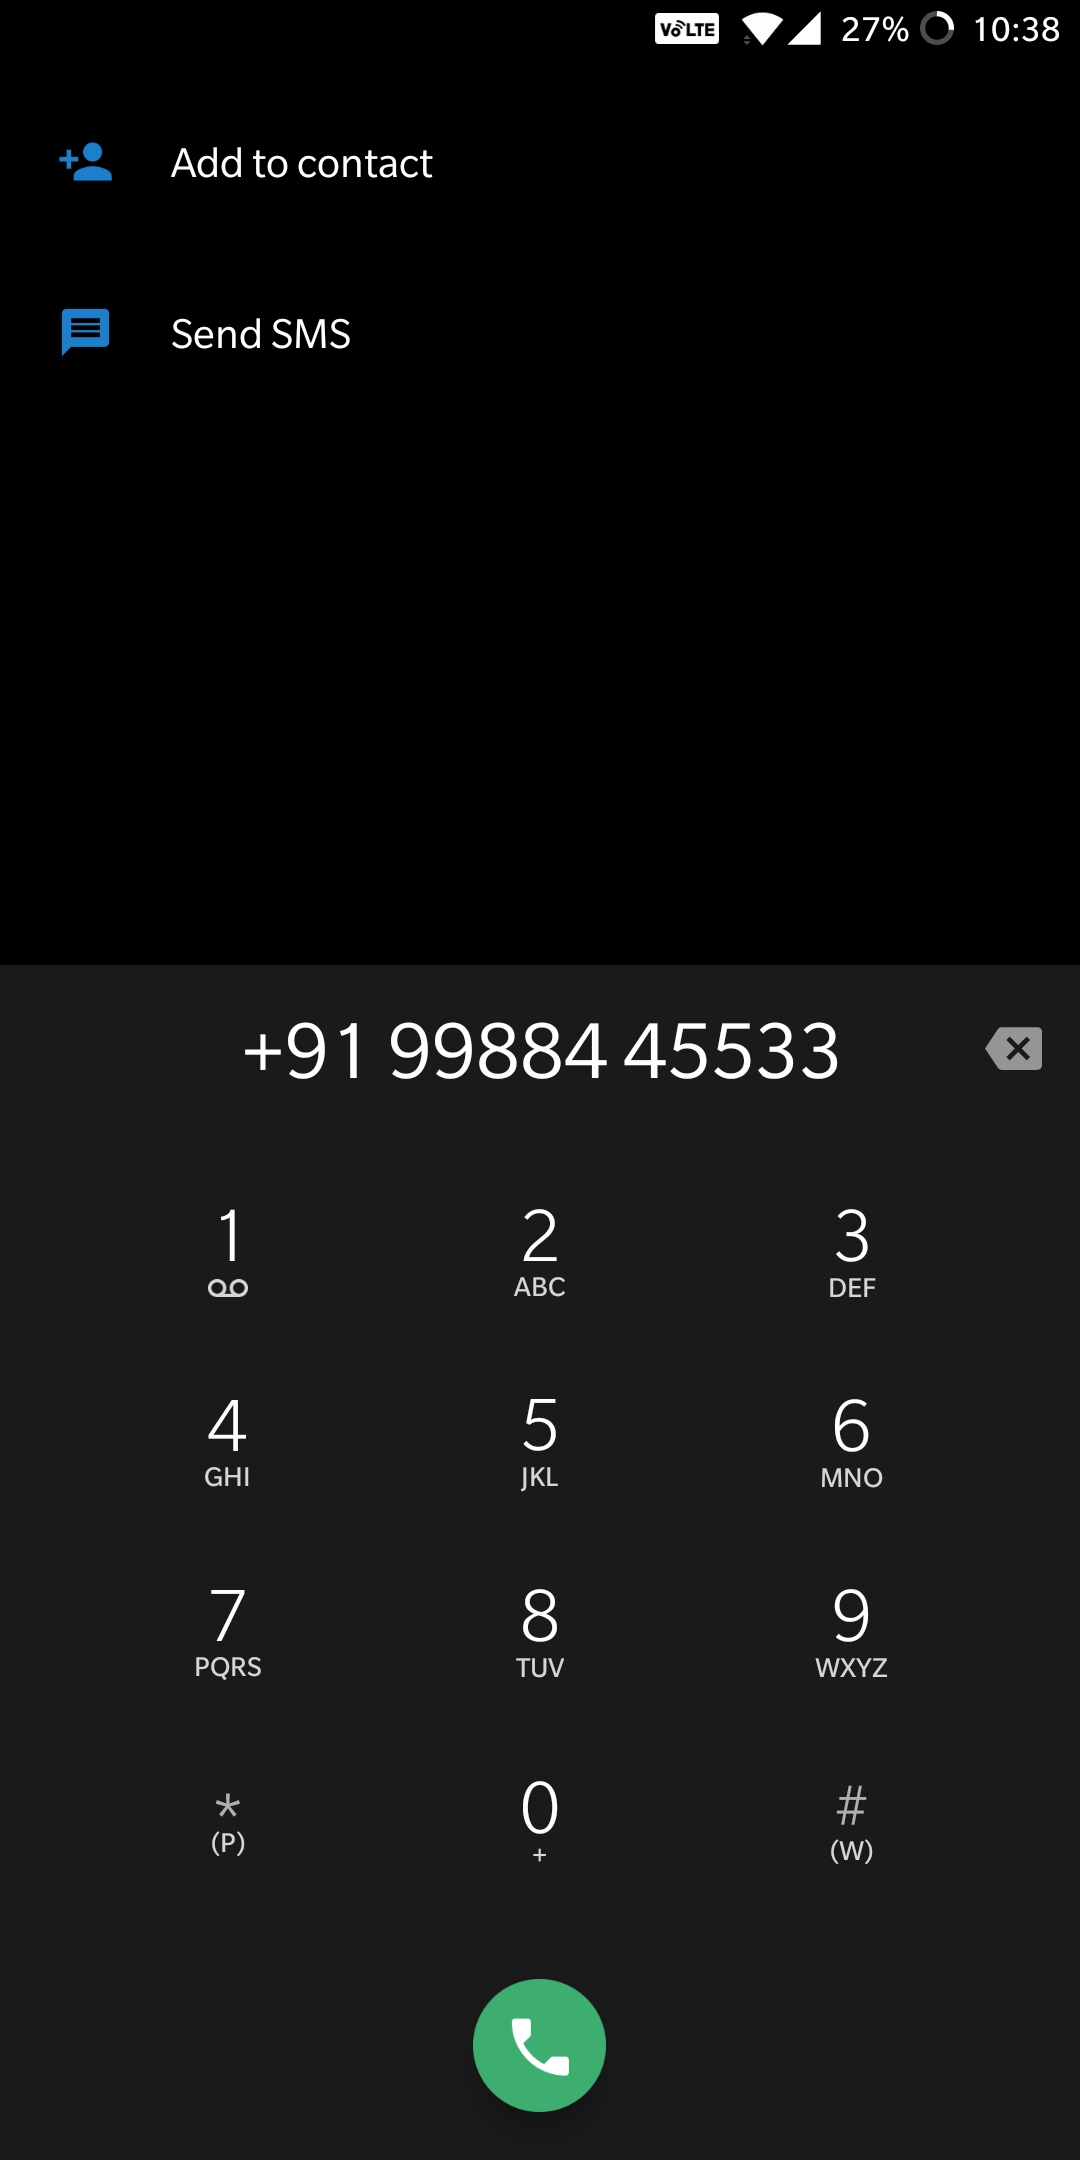 VoLTE 27% 10:38
Add to contact
Send SMS
+91 99884 45533
1 2 3
ABC DEF
4 5 6
GHI JKL MNO
7 8 9
PQRS TUV WXYZ
* 0 #
(P) + (W)